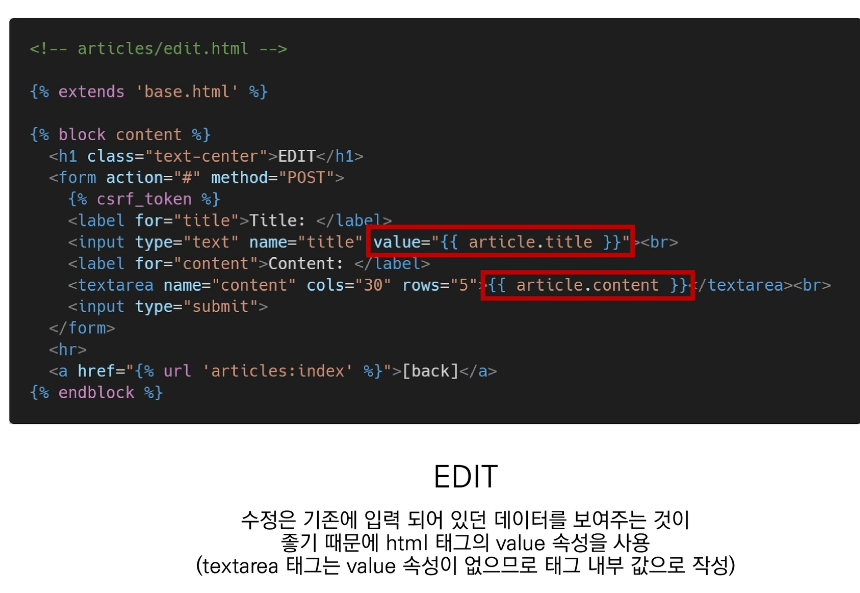 <!-- articles/edit.html -->
{% extends 'base.html' %}
{% block content %}
<h1 class="text-center">EDIT</h1>
<form action="#" method="POST">
{% csrf_token %}
<label for="title">Title: </label>
<input type="text" name="title" value="{{ article.title }}"><br>
<label for="content">Content: </label>
<textarea name="content" cols="30" rows="5">{{ article.content }}</textarea><br>
<input type="submit">
</form>
<hr>
<a href="{% url 'articles:index' %}">[back]</a>
{% endblock %}
EDIT
수정은 기존에 입력 되어 있던 데이터를 보여주는 것이
좋기 때문에 html 태그의 value 속성을 사용
(textarea 태그는 value 속성이 없으므로 태그 내부 값으로 작성)